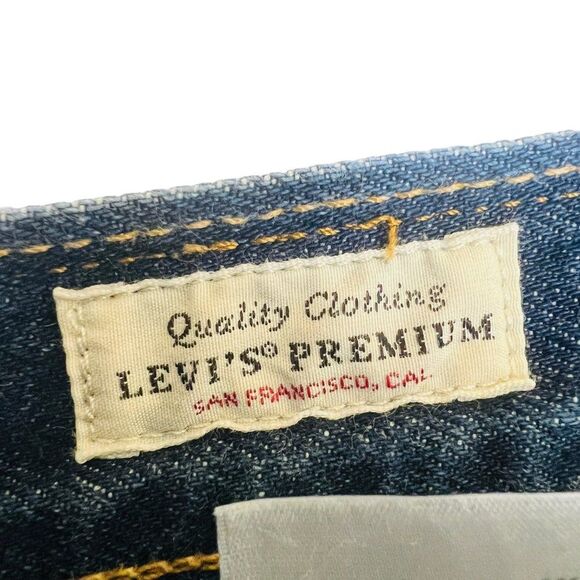 Quality Clothing
LEVI'S® PREMIUM
SAN FRANCISCO, CAL